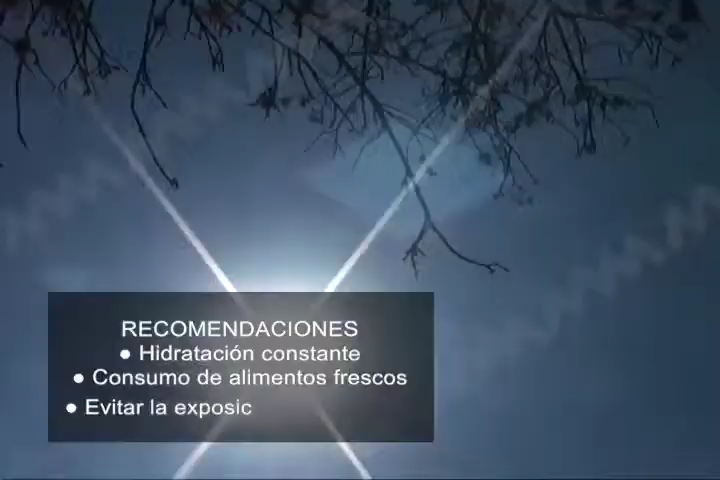 RECOMENDACIONES
● Hidratación constante
● Consumo de alimentos frescos
● Evitar la exposic